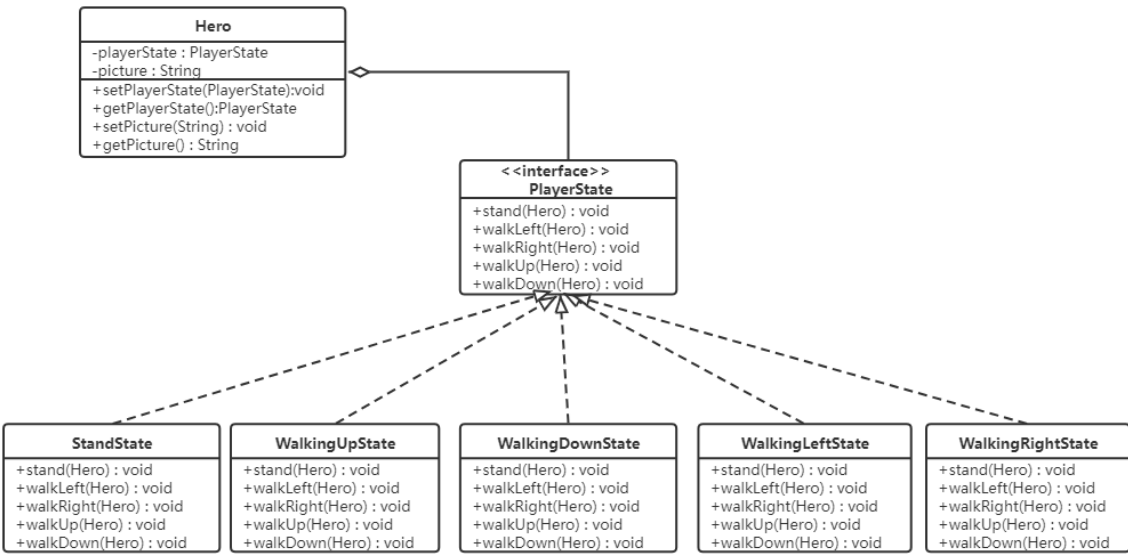 Hero
-playerState : PlayerState
-picture : String
+setPlayerState(PlayerState):void
+getPlayerState():PlayerState
+setPicture(String) : void
+getPicture() : String
<<interface>>
PlayerState
+stand(Hero) : void
+walkLeft(Hero) : void
+walkRight(Hero) : void
+walkUp(Hero) : void
+walkDown(Hero) : void
StandState
+stand(Hero) : void
+walkLeft(Hero) : void
+walkRight(Hero) : void
+walkUp(Hero) : void
+walkDown(Hero) : void
WalkingUpState
+stand(Hero) : void
+walkLeft(Hero) : void
+walkRight(Hero) : void
+walkUp(Hero) : void
+walkDown(Hero) : void
WalkingDownState
+stand(Hero) : void
+walkLeft(Hero) : void
+walkRight(Hero) : void
+walkUp(Hero) : void
+walkDown(Hero) : void
WalkingLeftState
+stand(Hero) : void
+walkLeft(Hero) : void
+walkRight(Hero) : void
+walkUp(Hero) : void
+walkDown(Hero) : void
WalkingRightState
+stand(Hero) : void
+walkLeft(Hero) : void
+walkRight(Hero) : void
+walkUp(Hero) : void
+walkDown(Hero) : void